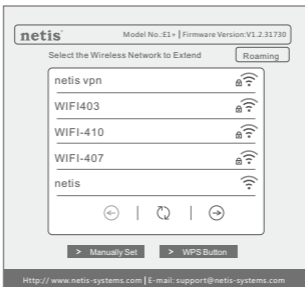 netis
Model No.:E1+ | Firmware Version:V1.2.31730
Select the Wireless Network to Extend
Roaming
netis vpn
WIFI403
WIFI-410
WIFI-407
netis
> Manually Set
> WPS Button
Http://www.netis-systems.com | E-mail:support@netis-systems.com